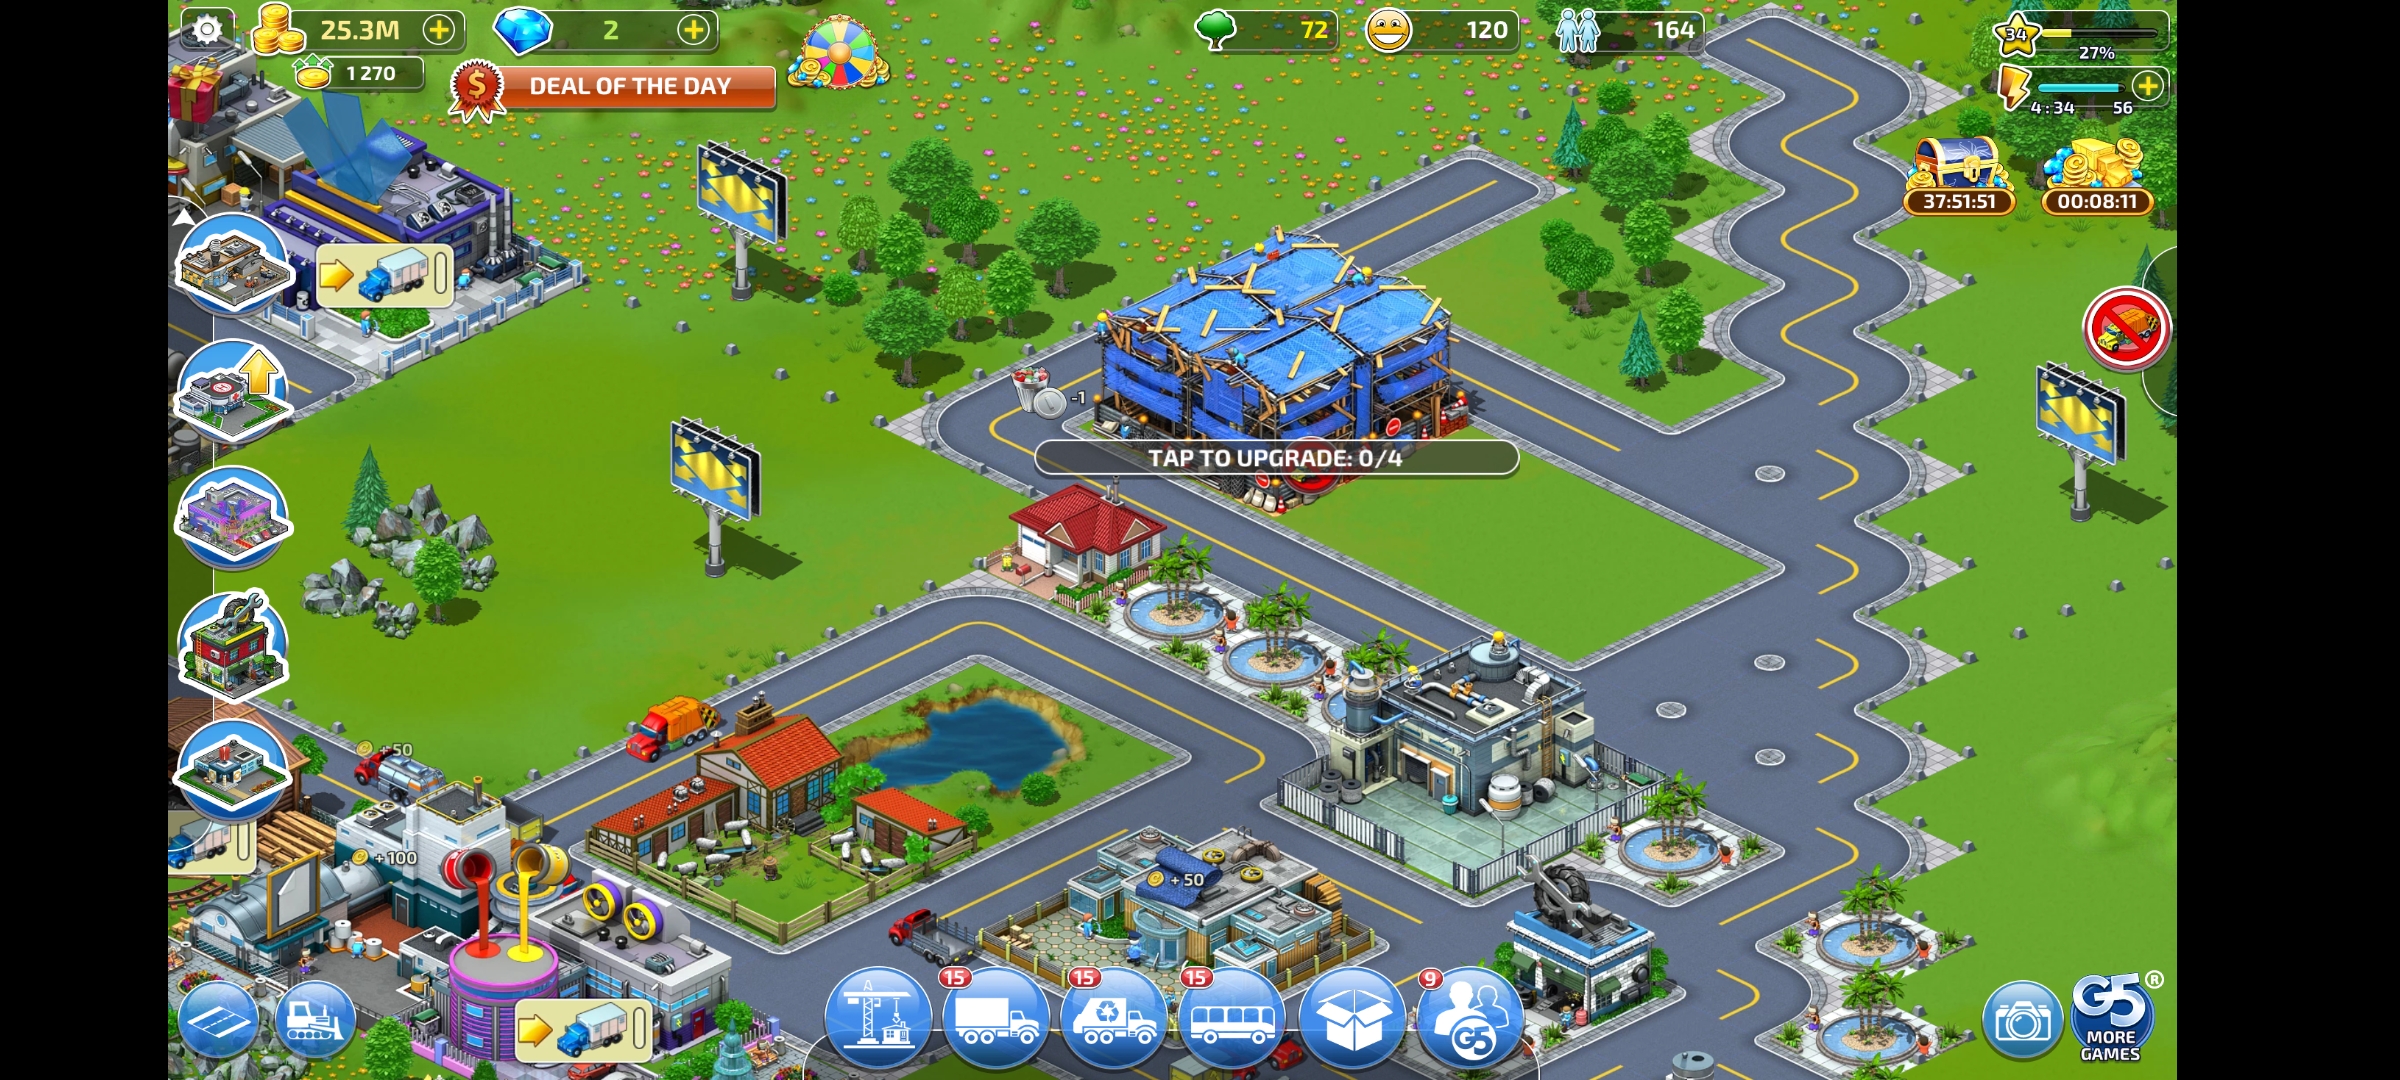 25.3M
2
1 270
DEAL OF THE DAY
72
120
164
34
27%
4:34
56
37:51:51
00:08:11
-1
TAP TO UPGRADE: 0/4
+50
+100
+50
A
15
15
15
9
G5
G5®
MORE
GAMES